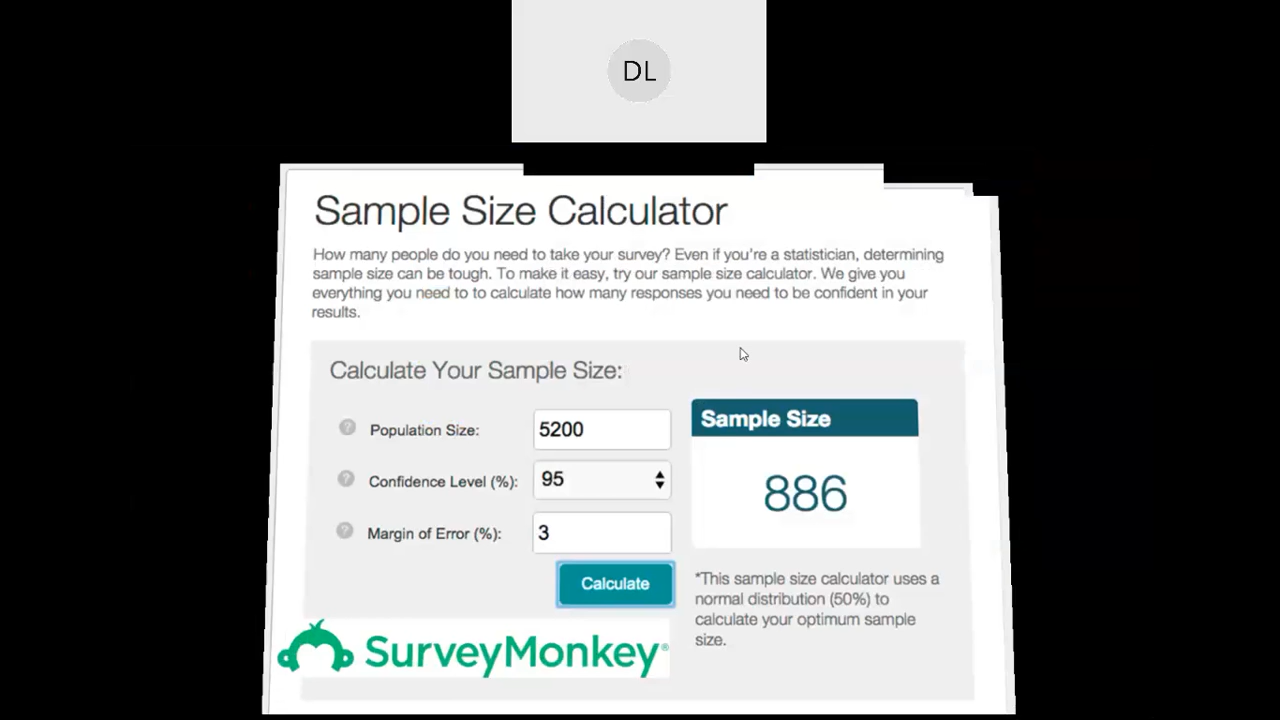 DL
Sample Size Calculator
How many people do you need to take your survey? Even if you're a statistician, determining
sample size can be tough. To make it easy, try our sample size calculator. We give you
everything you need to to calculate how many responses you need to be confident in your
results.
Calculate Your Sample Size:
? Population Size: 5200
? Confidence Level (%): 95
? Margin of Error (%): 3
Calculate
Sample Size
886
*This sample size calculator uses a
normal distribution (50%) to
calculate your optimum sample
size.
SurveyMonkey®